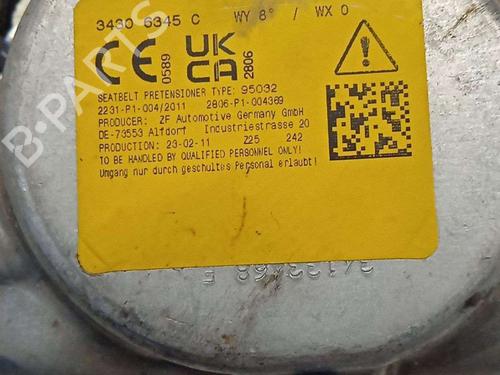 3430 6345 C WY 8° / WX 0
CE 0589 UKCA 2806
SEATBELT PRETENSIONER TYPE: 95032
2231-P1-004/2011 2806-P1-004369
PRODUCER: ZF Automotive Germany GmbH
DE-73553 Alfdorf Industriestrasse 20
PRODUCTION: 23-02-11 Z25 242
TO BE HANDLED BY QUALIFIED PERSONNEL ONLY!
Umgang nur durch geschultes Personal erlaubt!
B-PARTS